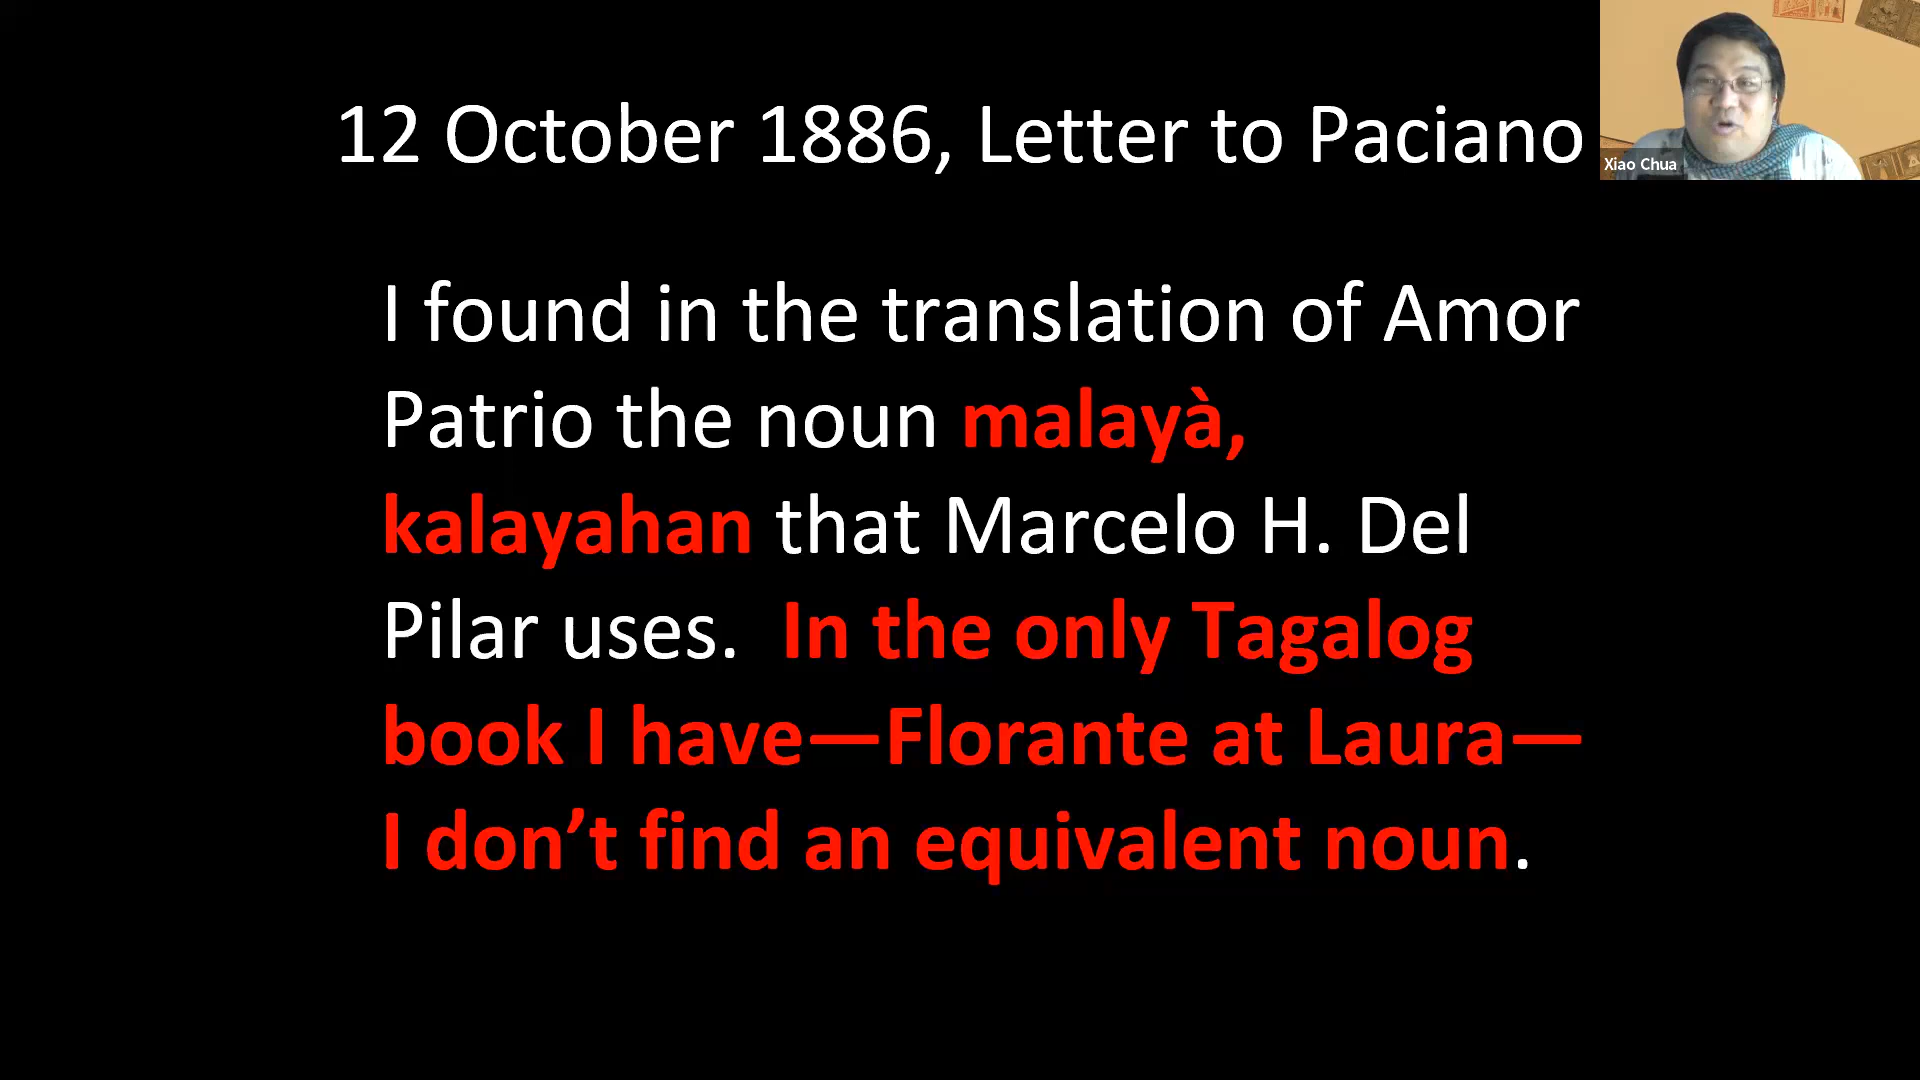 12 October 1886, Letter to Paciano
Xiao Chua
I found in the translation of Amor
Patrio the noun malayà,
kalayahan that Marcelo H. Del
Pilar uses.  In the only Tagalog
book I have—Florante at Laura—
I don’t find an equivalent noun.